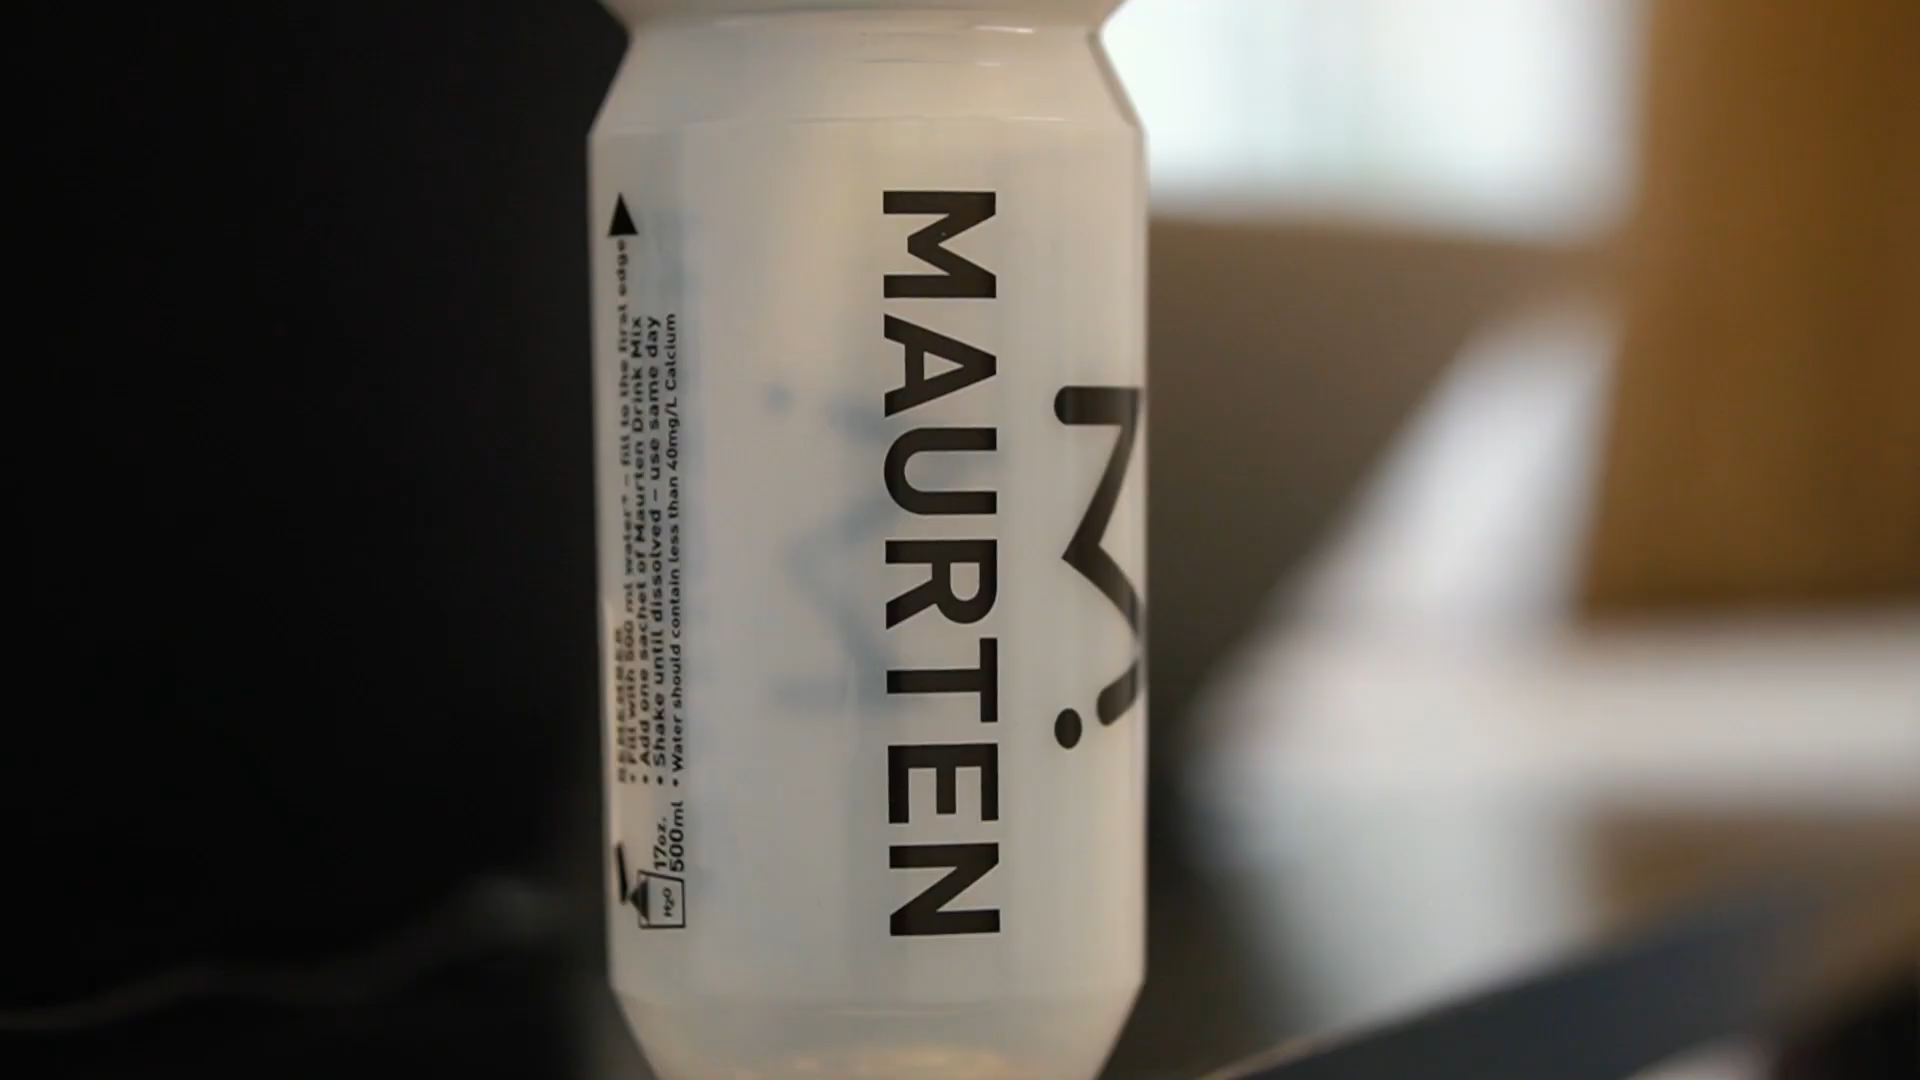 MAURTEN
REMEMBER
• Fill with 500 ml water* – fill to the first edge
• Add one sachet of Maurten Drink Mix
• Shake until dissolved – use same day
• Water should contain less than 40mg/L Calcium
17oz.
500ml
H2O